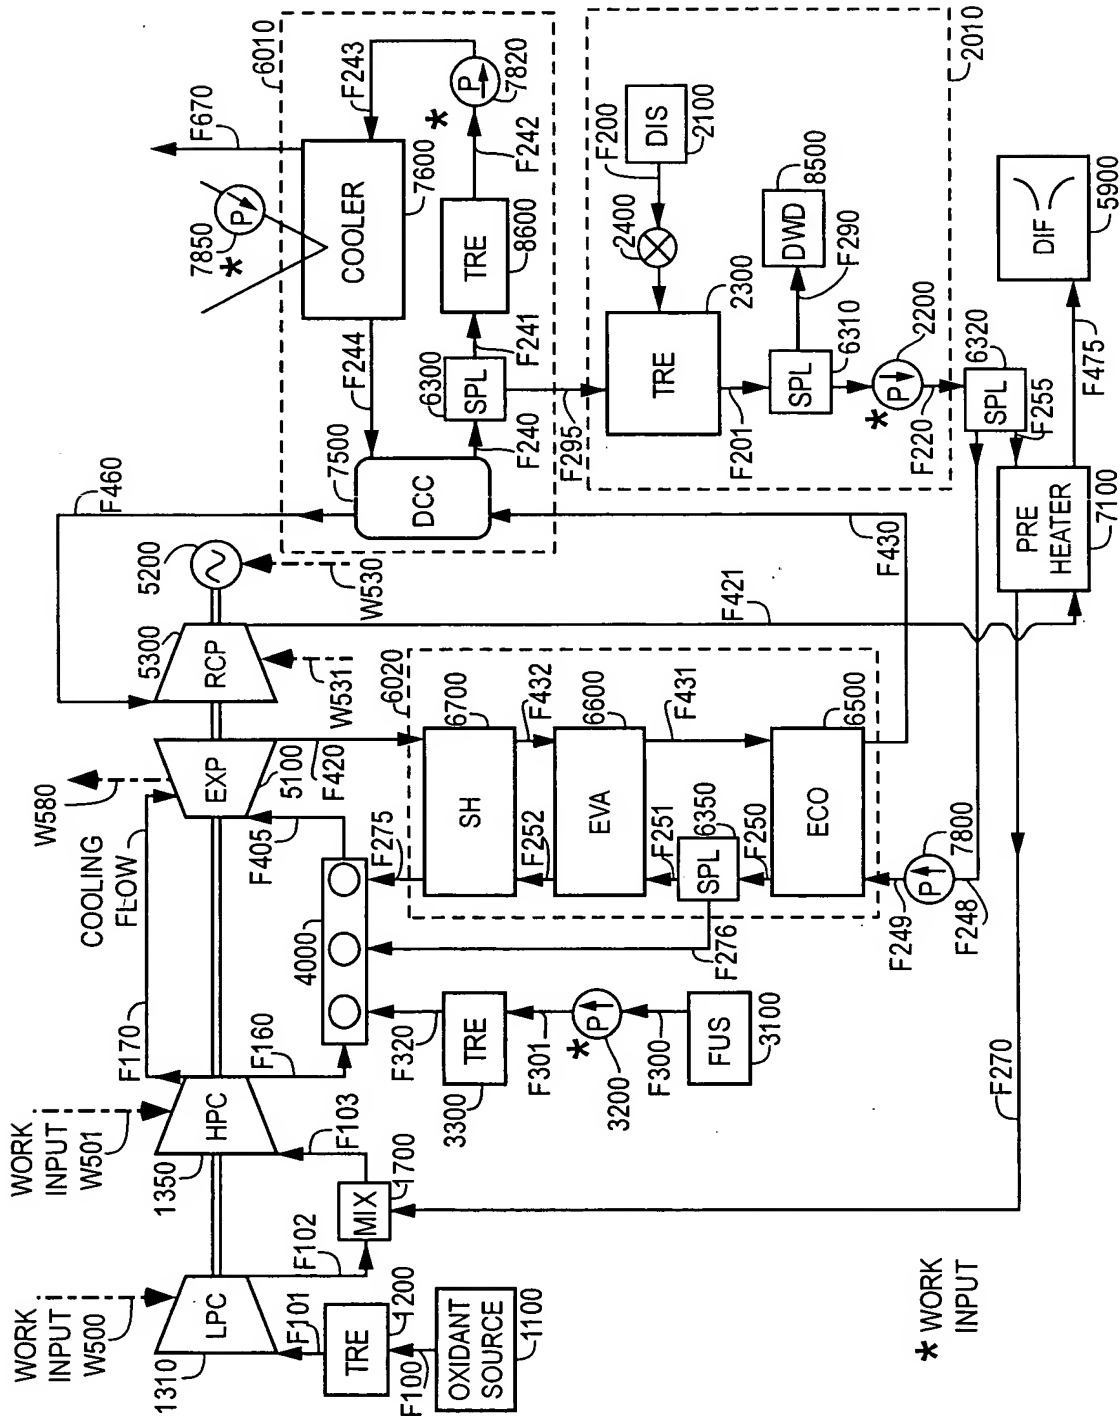 WORK
INPUT
W500
1310
LPC
F101
TRE
1200
F100
OXIDANT
SOURCE
1100
F102
MIX
1700
F103
WORK
INPUT
W501
1350
HPC
F170
F160
COOLING
FLOW
4000
F320
TRE
3300
F301
P
*
3200
F300
FUS
3100
F276
F275
F405
W580
EXP
5100
F420
6020
SH
6700
F432
F252
EVA
6600
F431
F251
SPL
6350
F250
ECO
6500
F249
P
7800
F248
F270
5300
RCP
W531
5200
W530
F460
F421
F430
6010
7500
DCC
F244
6300
SPL
F240
F241
F295
TRE
8600
F242
*
P
7820
F243
COOLER
7600
F670
7850
P
*
2010
DIS
2100
F200
2400
TRE
2300
F201
SPL
6310
DWD
8500
F290
*
P
2200
F220
SPL
6320
F255
PRE
HEATER
7100
F475
DIF
5900
* WORK
INPUT